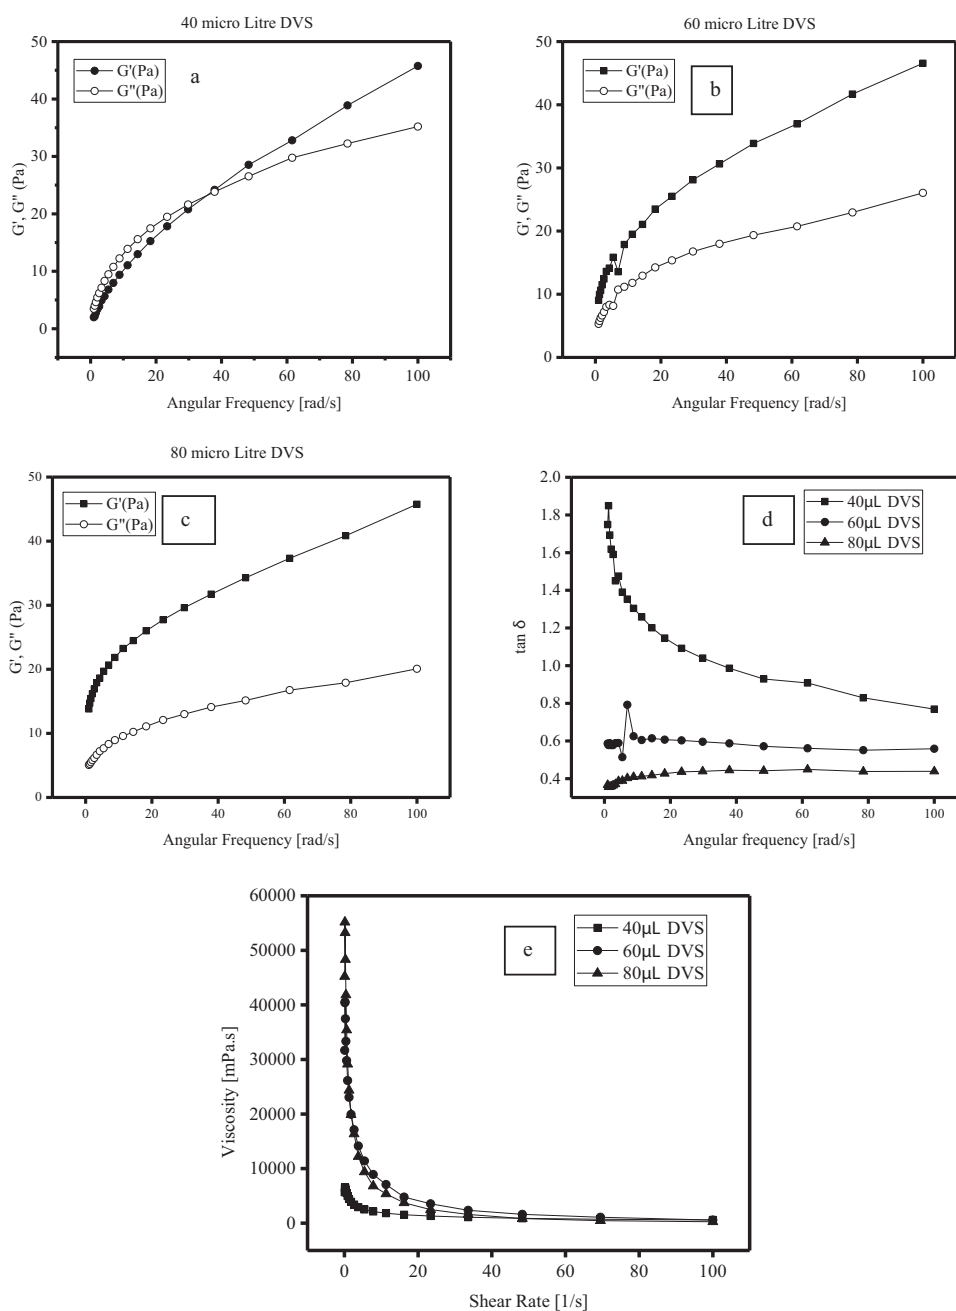 40 micro Litre DVS
50
40
30
20
10
0
G', G'' (Pa)
G'(Pa)
G"(Pa)
a
0 20 40 60 80 100
Angular Frequency [rad/s]
60 micro Litre DVS
50
40
30
20
10
0
G', G'' (Pa)
G'(Pa)
G"(Pa)
b
0 20 40 60 80 100
Angular Frequency [rad/s]
80 micro Litre DVS
50
40
30
20
10
0
G', G'' (Pa)
G'(Pa)
G"(Pa)
c
0 20 40 60 80 100
Angular Frequency [rad/s]
2.0
1.8
1.6
1.4
1.2
1.0
0.8
0.6
0.4
tan δ
d
40µL DVS
60µL DVS
80µL DVS
0 20 40 60 80 100
Angular frequency [rad/s]
60000
50000
40000
30000
20000
10000
0
Viscosity [mPa.s]
e
40µL DVS
60µL DVS
80µL DVS
0 20 40 60 80 100
Shear Rate [1/s]